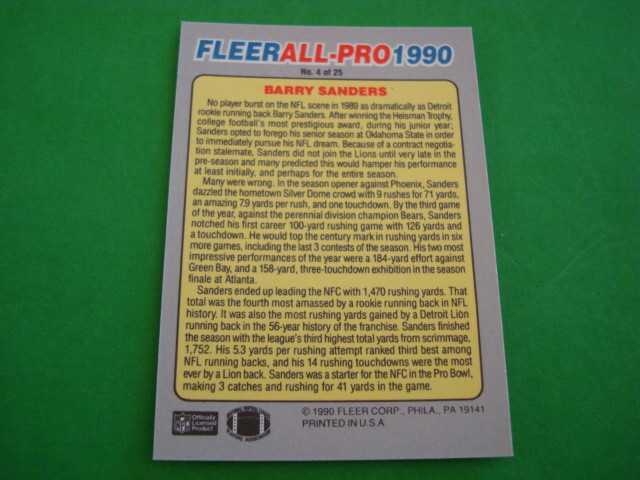 FLEERALL-PRO1990
No. 4 of 25
BARRY SANDERS
No player burst on the NFL scene in 1989 as dramatically as Detroit
rookie running back Barry Sanders. After winning the Heisman Trophy,
college football's most prestigious award, during his junior year;
Sanders opted to forego his senior season at Oklahoma State in order
to immediately pursue his NFL dream. Because of a contract negotia-
tion stalemate, Sanders did not join the Lions until very late in the
pre-season and many predicted this would hamper his performance
at least initially, and perhaps for the entire season.
Many were wrong. In the season opener against Phoenix, Sanders
dazzled the hometown Silver Dome crowd with 9 rushes for 71 yards,
an amazing 7.9 yards per rush, and one touchdown. By the third game
of the year, against the perennial division champion Bears, Sanders
notched his first career 100-yard rushing game with 126 yards and
a touchdown. He would top the century mark in rushing yards in six
more games, including the last 3 contests of the season. His two most
impressive performances of the year were a 184-yard effort against
Green Bay, and a 158-yard, three-touchdown exhibition in the season
finale at Atlanta.
Sanders ended up leading the NFC with 1,470 rushing yards. That
total was the fourth most amassed by a rookie running back in NFL
history. It was also the most rushing yards gained by a Detroit Lion
running back in the 56-year history of the franchise. Sanders finished
the season with the league's third highest total yards from scrimmage,
1,752. His 5.3 yards per rushing attempt ranked third best among
NFL running backs, and his 14 rushing touchdowns were the most
ever by a Lion back. Sanders was a starter for the NFC in the Pro Bowl,
making 3 catches and rushing for 41 yards in the game.
NFL
Officially
Licensed
Product
© 1990 FLEER CORP., PHILA., PA 19141
PRINTED IN U.S.A.